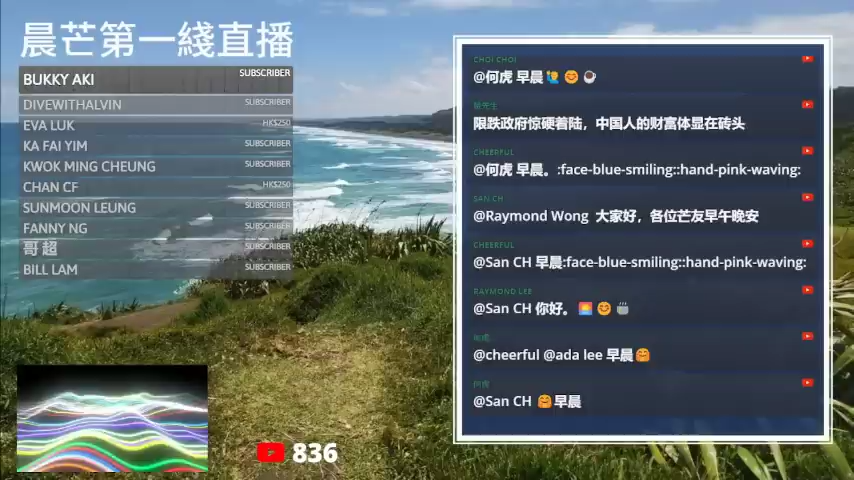 晨芒第一綫直播
BUKKY AKI SUBSCRIBER
DIVEWITHALVIN SUBSCRIBER
EVA LUK HK$250
KA FAI YIM SUBSCRIBER
KWOK MING CHEUNG SUBSCRIBER
CHAN CF HK$250
SUNMOON LEUNG SUBSCRIBER
FANNY NG SUBSCRIBER
哥 超 SUBSCRIBER
BILL LAM SUBSCRIBER
CHOI CHOI
@何虎 早晨🙋‍♂️😊☕
先生
限跌政府惊硬着陆，中国人的财富体显在砖头
CHEERFUL
@何虎 早晨。:face-blue-smiling::hand-pink-waving:
SAN CH
@Raymond Wong 大家好，各位芒友早午晚安
CHEERFUL
@San CH 早晨:face-blue-smiling::hand-pink-waving:
RAYMOND LEE
@San CH 你好。🌅😊🍵
何虎
@cheerful @ada lee 早晨🤗
何虎
@San CH 🤗早晨
836